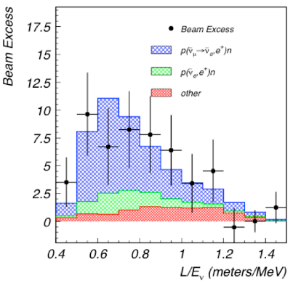 Beam Excess
17.5
15
12.5
10
7.5
5
2.5
0
Beam Excess
p(ν̄μ→ν̄e,e⁺)n
p(ν̄e,e⁺)n
other
0.4 0.6 0.8 1.0 1.2 1.4
L/Eν (meters/MeV)